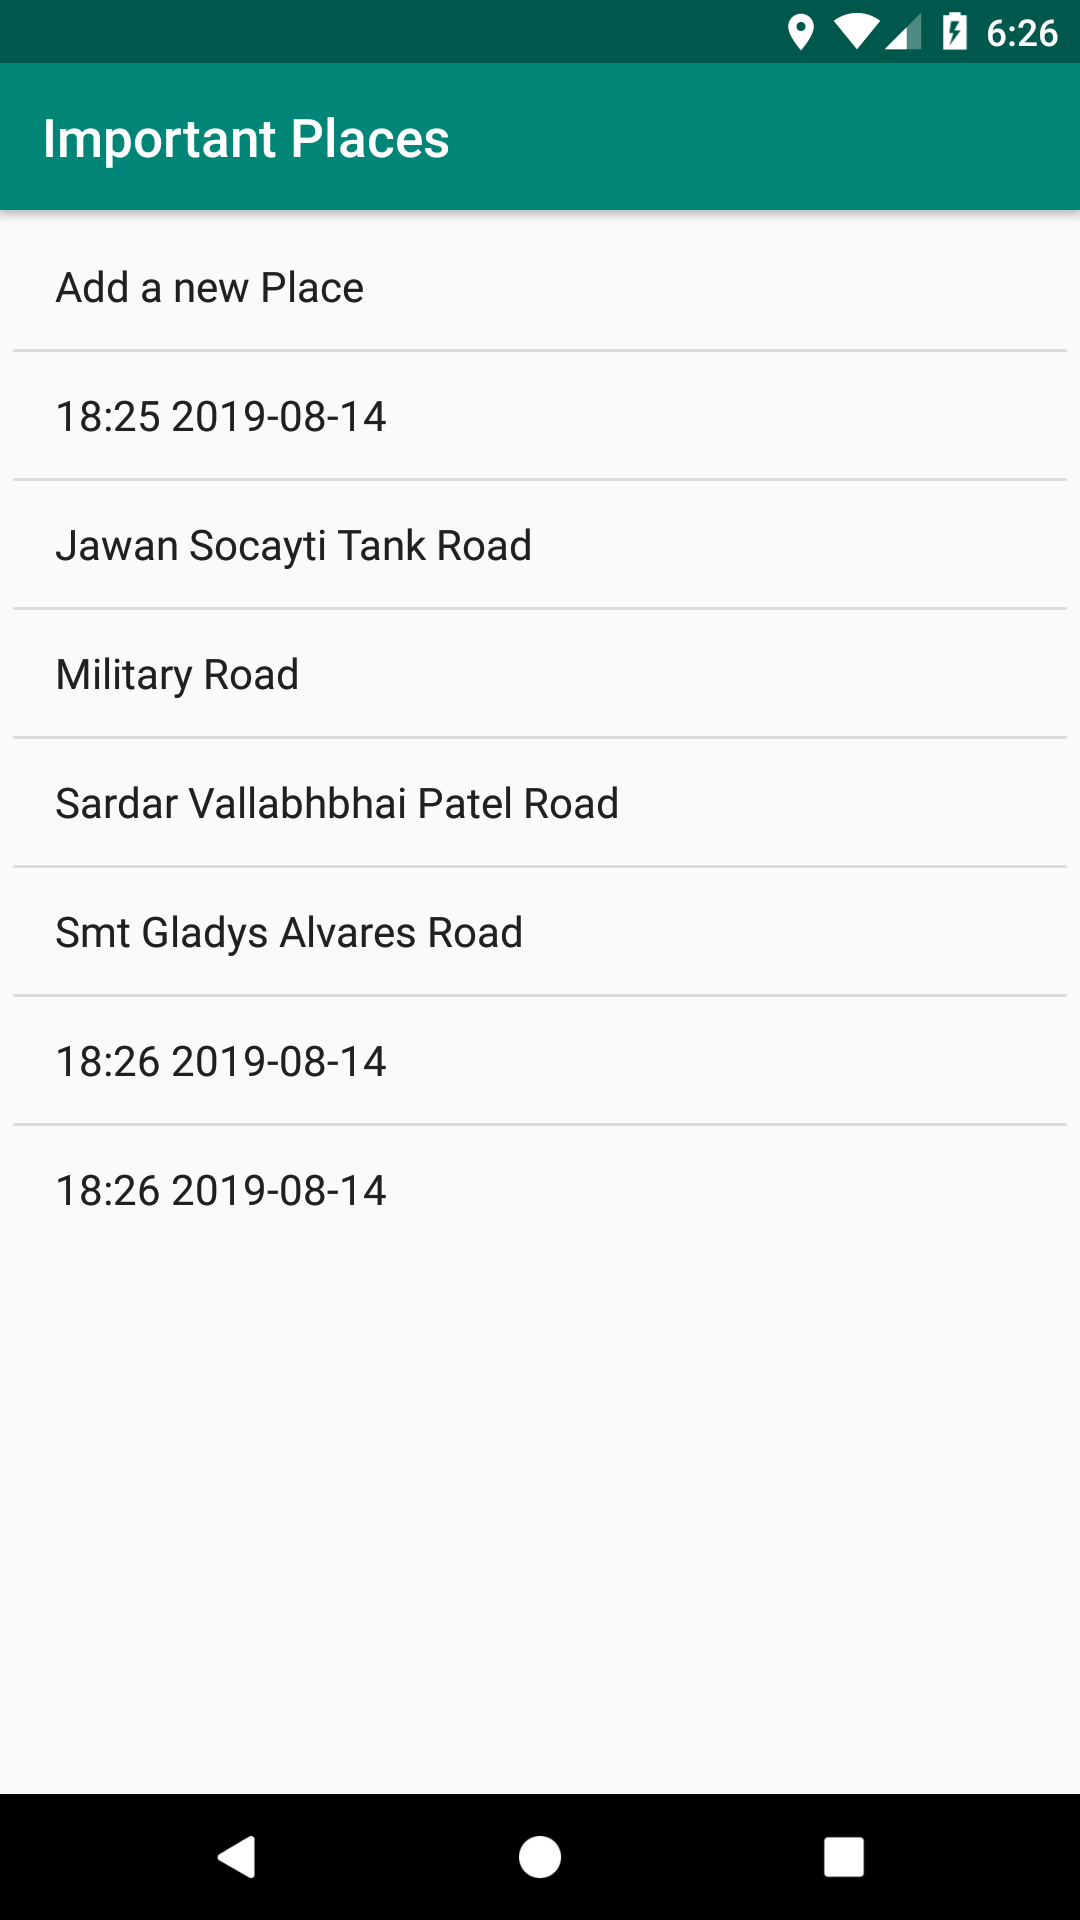 6:26
Important Places
Add a new Place
18:25 2019-08-14
Jawan Socayti Tank Road
Military Road
Sardar Vallabhbhai Patel Road
Smt Gladys Alvares Road
18:26 2019-08-14
18:26 2019-08-14